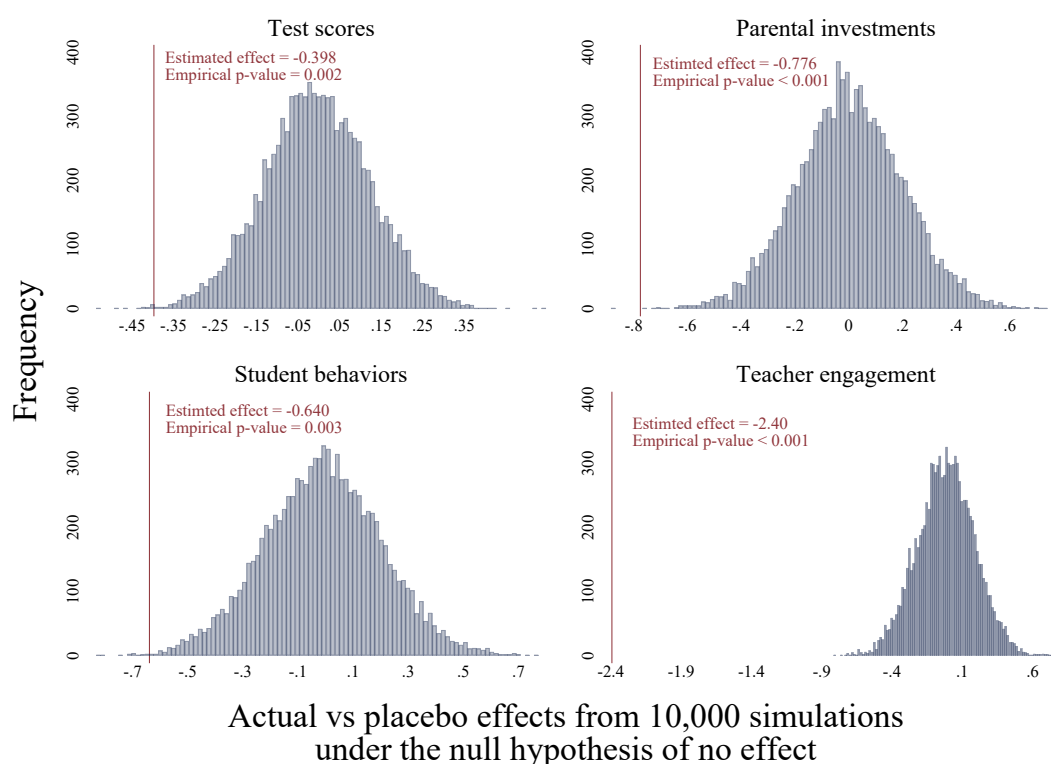 Test scores
Estimated effect = -0.398
Empirical p-value = 0.002
400
300
200
100
0
-.45 -.35 -.25 -.15 -.05 .05 .15 .25 .35
Parental investments
Estimted effect = -0.776
Empirical p-value < 0.001
400
300
200
100
0
-.8 -.6 -.4 -.2 0 .2 .4 .6
Frequency
Student behaviors
Estimted effect = -0.640
Empirical p-value = 0.003
400
300
200
100
0
-.7 -.5 -.3 -.1 .1 .3 .5 .7
Teacher engagement
Estimted effect = -2.40
Empirical p-value < 0.001
400
300
200
100
0
-2.4 -1.9 -1.4 -.9 -.4 .1 .6
Actual vs placebo effects from 10,000 simulations
under the null hypothesis of no effect